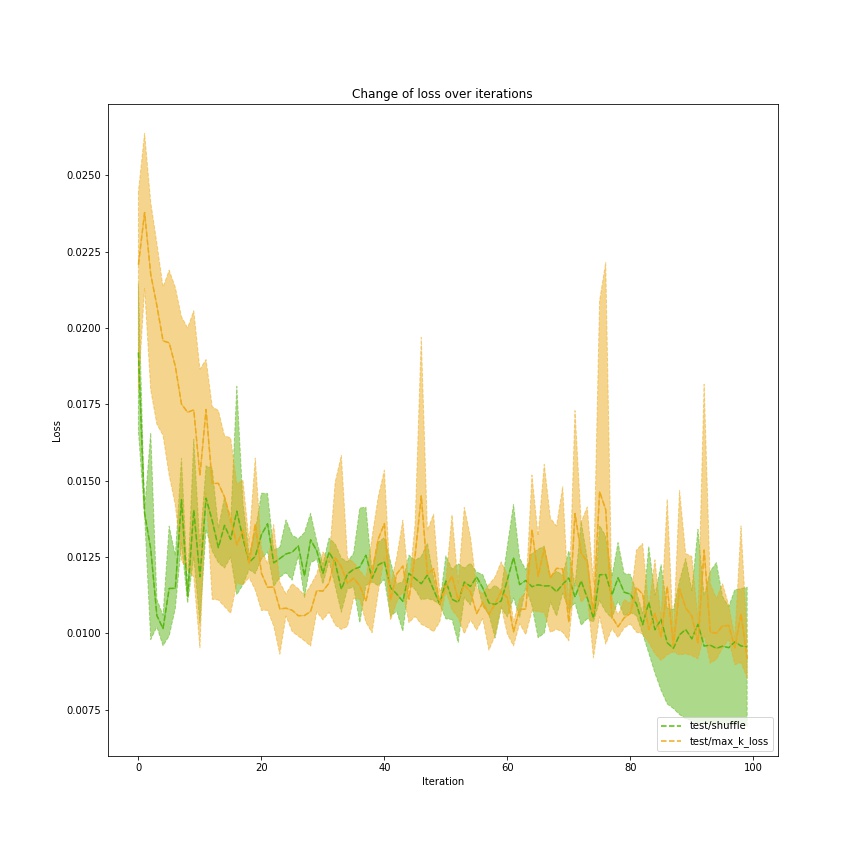 Change of loss over iterations
0.0250
0.0225
0.0200
0.0175
0.0150
0.0125
0.0100
0.0075
Loss
0 20 40 60 80 100
Iteration
test/shuffle
test/max_k_loss